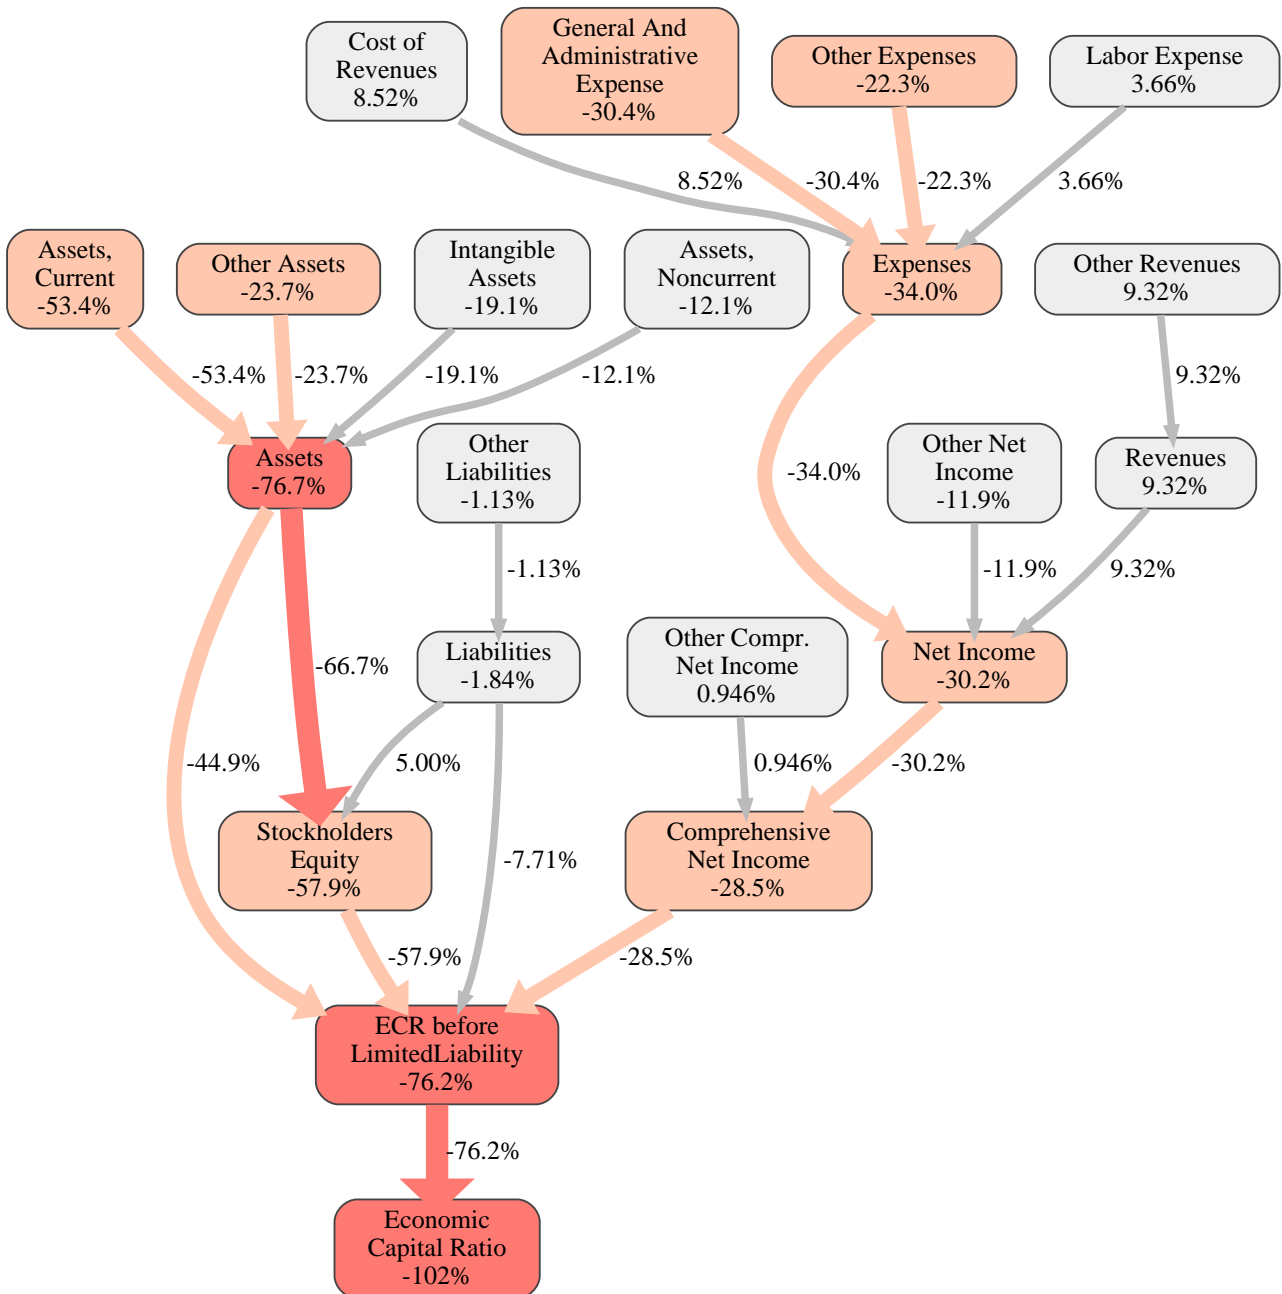 Cost of
Revenues
8.52%
General And
Administrative
Expense
-30.4%
Other Expenses
-22.3%
Labor Expense
3.66%
8.52%
-30.4%
-22.3%
3.66%
Assets,
Current
-53.4%
Other Assets
-23.7%
Intangible
Assets
-19.1%
Assets,
Noncurrent
-12.1%
Expenses
-34.0%
Other Revenues
9.32%
-53.4%
-23.7%
-19.1%
-12.1%
9.32%
Assets
-76.7%
Other
Liabilities
-1.13%
-34.0%
Other Net
Income
-11.9%
Revenues
9.32%
-1.13%
-11.9%
9.32%
-66.7%
Liabilities
-1.84%
Other Compr.
Net Income
0.946%
Net Income
-30.2%
-44.9%
5.00%
0.946%
-30.2%
Stockholders
Equity
-57.9%
-7.71%
Comprehensive
Net Income
-28.5%
-57.9%
-28.5%
ECR before
LimitedLiability
-76.2%
-76.2%
Economic
Capital Ratio
-102%